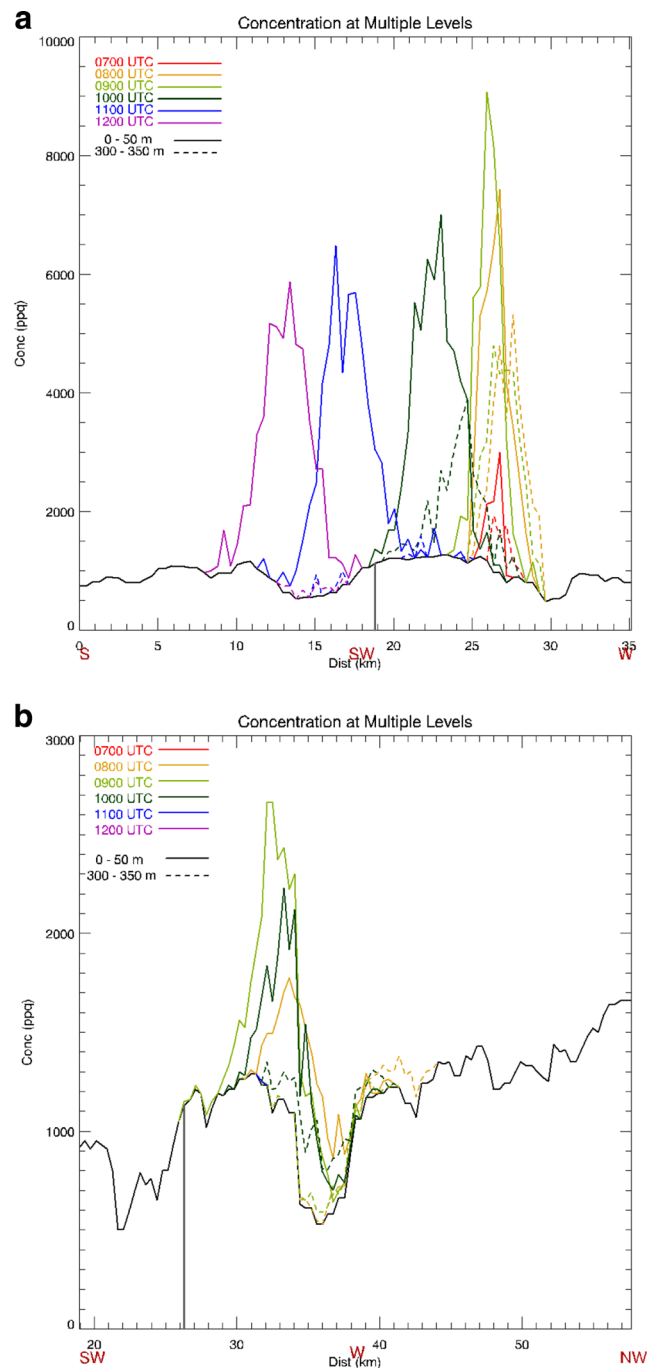 a
Concentration at Multiple Levels
10000
8000
6000
4000
2000
0
Conc (ppq)
0700 UTC
0800 UTC
0900 UTC
1000 UTC
1100 UTC
1200 UTC
0 - 50 m
300 - 350 m
0 5 10 15 20 25 30 35
S SW W
Dist (km)
b
Concentration at Multiple Levels
3000
2000
1000
0
Conc (ppq)
0700 UTC
0800 UTC
0900 UTC
1000 UTC
1100 UTC
1200 UTC
0 - 50 m
300 - 350 m
20 30 40 50
SW W NW
Dist (km)